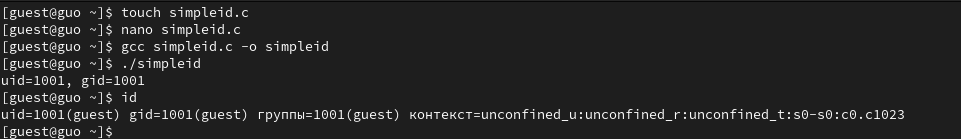 [guest@guo ~]$ touch simpleid.c
[guest@guo ~]$ nano simpleid.c
[guest@guo ~]$ gcc simpleid.c -o simpleid
[guest@guo ~]$ ./simpleid
uid=1001, gid=1001
[guest@guo ~]$ id
uid=1001(guest) gid=1001(guest) группы=1001(guest) контекст=unconfined_u:unconfined_r:unconfined_t:s0-s0:c0.c1023
[guest@guo ~]$